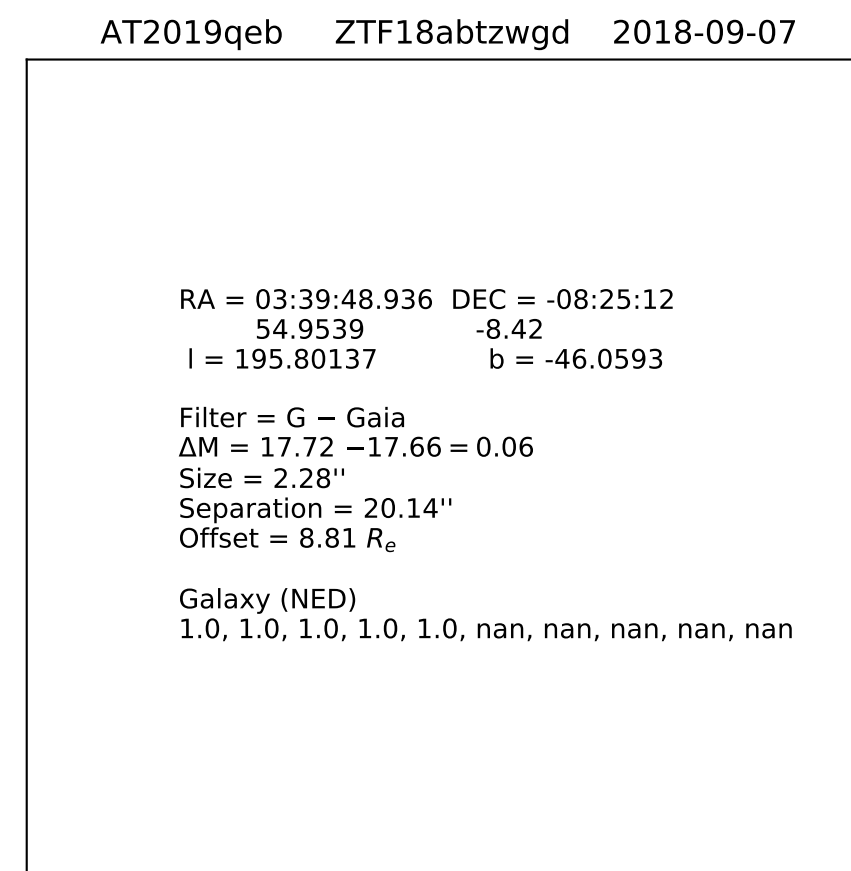 AT2019qeb ZTF18abtzwgd 2018-09-07
RA = 03:39:48.936 DEC = -08:25:12
54.9539 -8.42
l = 195.80137 b = -46.0593
Filter = G − Gaia
ΔM = 17.72 −17.66 = 0.06
Size = 2.28''
Separation = 20.14''
Offset = 8.81 Re
Galaxy (NED)
1.0, 1.0, 1.0, 1.0, 1.0, nan, nan, nan, nan, nan